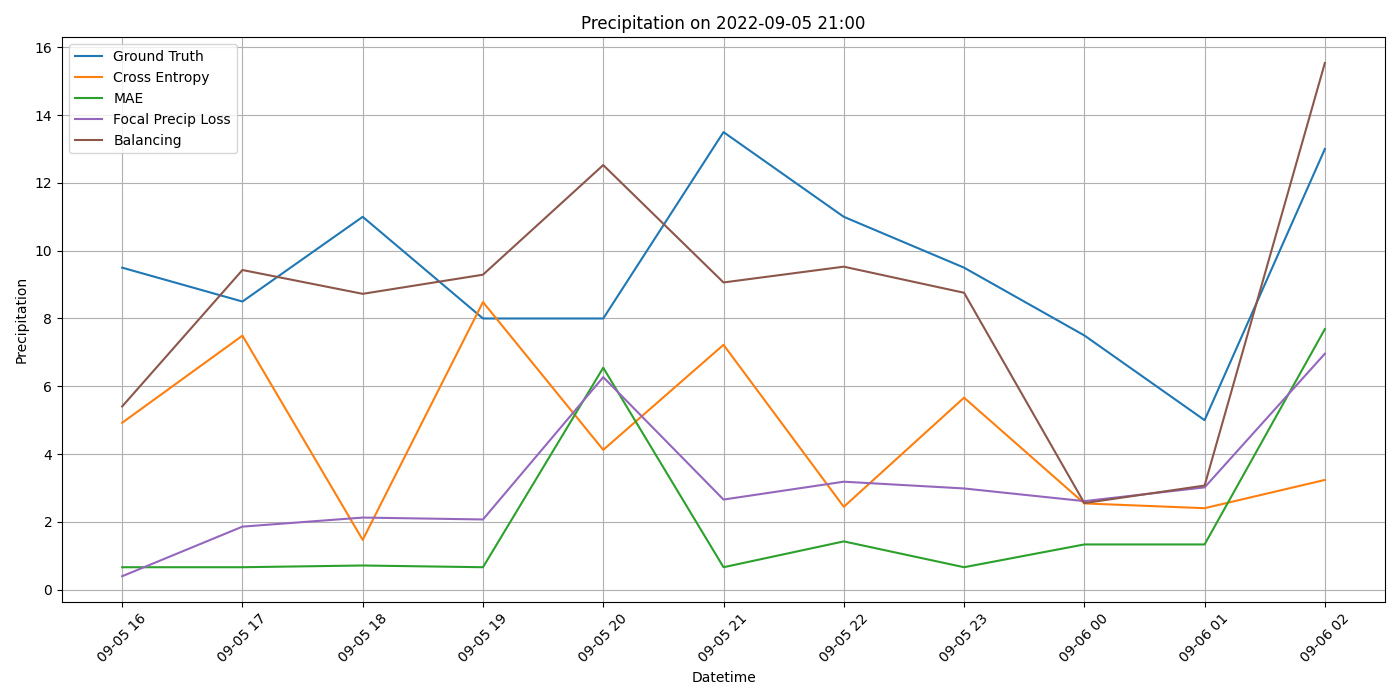 Precipitation on 2022-09-05 21:00
16
14
12
10
8
6
4
2
0
Precipitation
Ground Truth
Cross Entropy
MAE
Focal Precip Loss
Balancing
09-05 16
09-05 17
09-05 18
09-05 19
09-05 20
09-05 21
09-05 22
09-05 23
09-06 00
09-06 01
09-06 02
Datetime